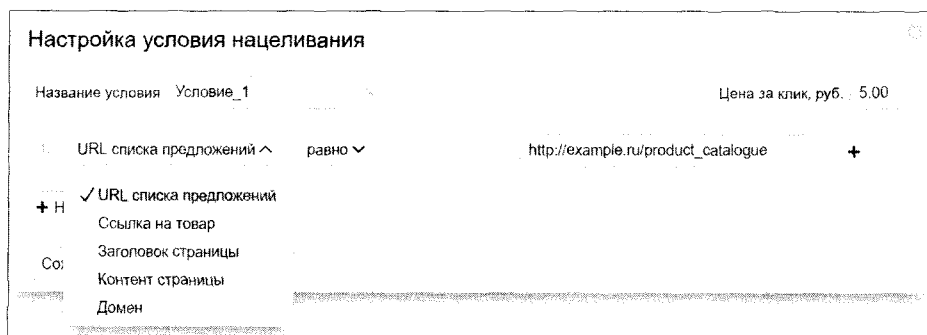 Настройка условия нацеливания
Название условия Условие_1 Цена за клик, руб. 5.00
1. URL списка предложений равно http://example.ru/product_catalogue +
✓ URL списка предложений
+ Н
Ссылка на товар
Заголовок страницы
Со
Контент страницы
Домен